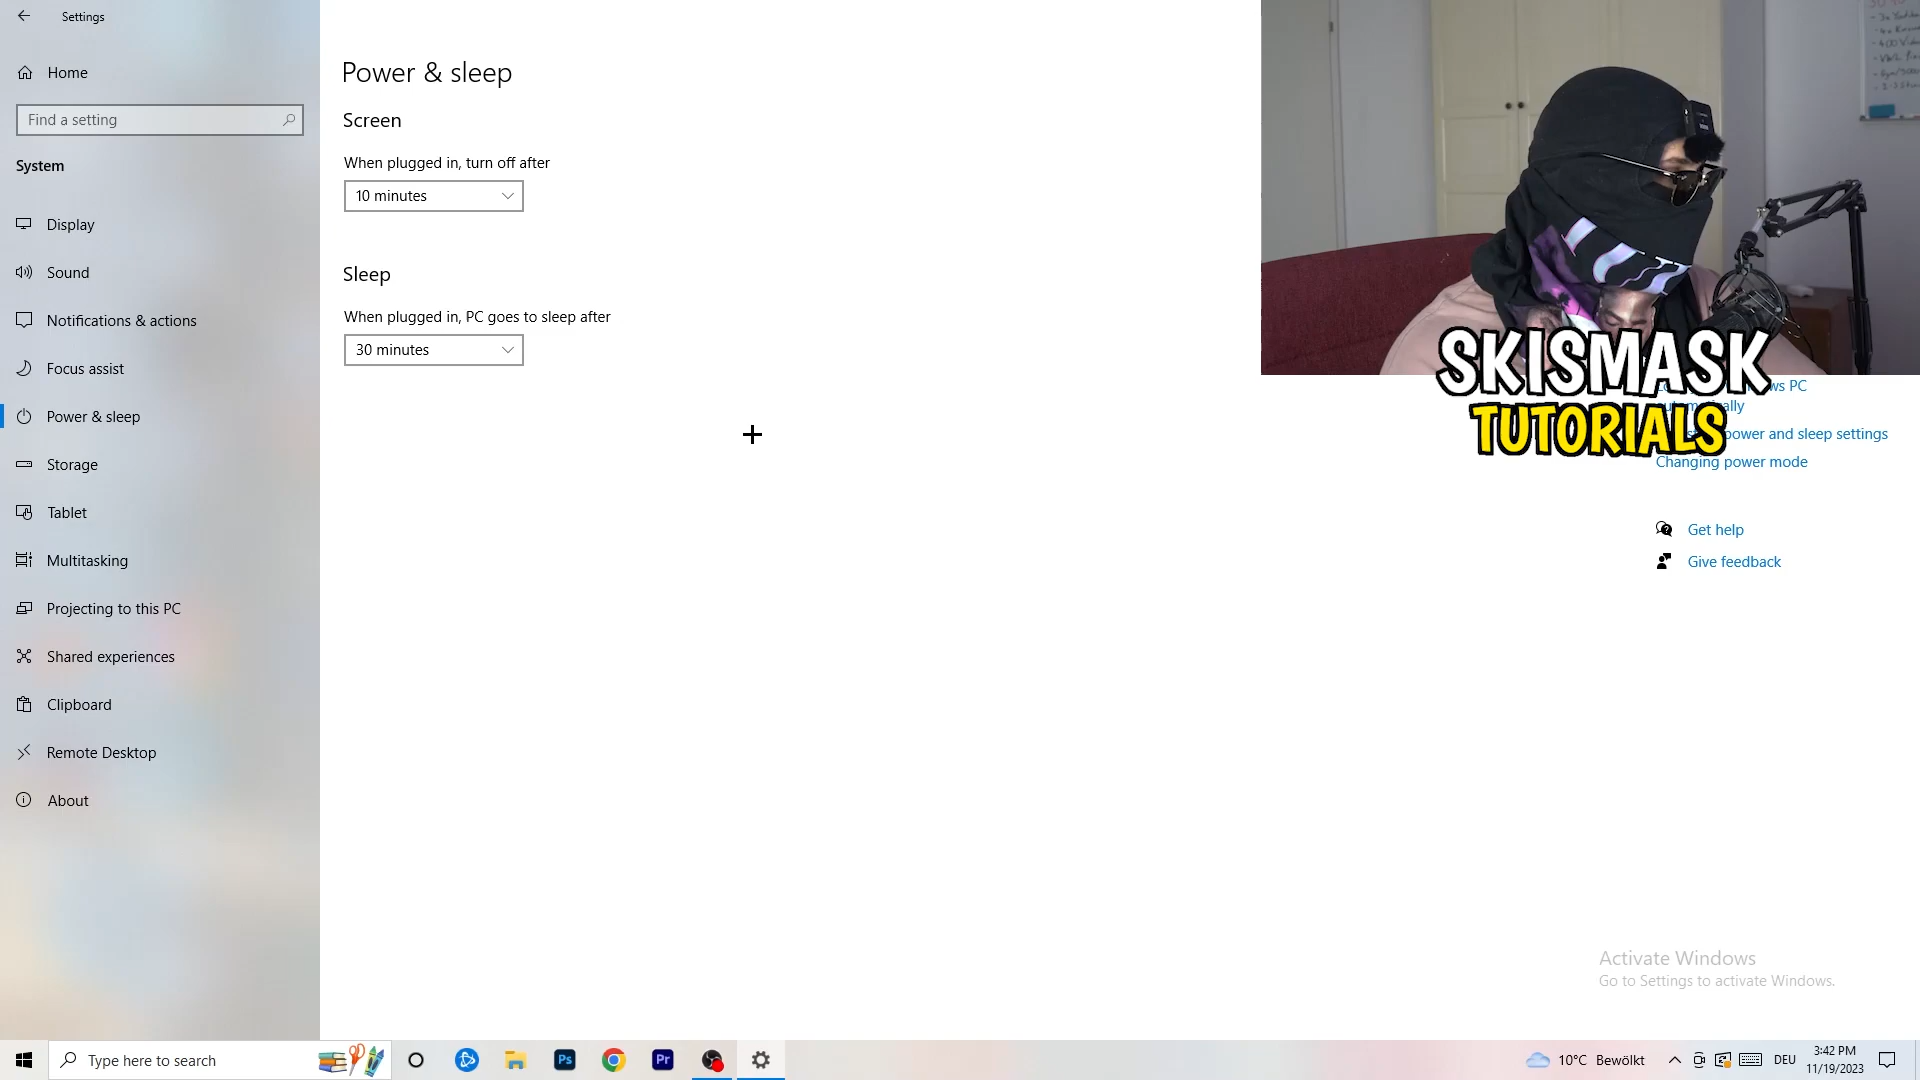 Settings
Home
Find a setting
System
Display
Sound
Notifications & actions
Focus assist
Power & sleep
Storage
Tablet
Multitasking
Projecting to this PC
Shared experiences
Clipboard
Remote Desktop
About
Power & sleep
Screen
When plugged in, turn off after
10 minutes
Sleep
When plugged in, PC goes to sleep after
30 minutes
SKISMASK
TUTORIALS
PC
power and sleep settings
Changing power mode
Get help
Give feedback
Activate Windows
Go to Settings to activate Windows.
Type here to search
Ps
Pr
10°C Bewölkt
DEU
3:42 PM
11/19/2023